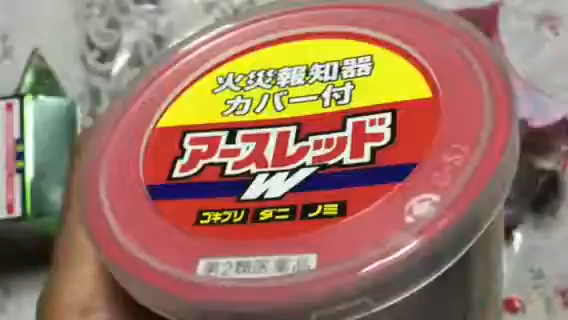 火災報知器
カバー付
アースレッド
W
ゴキブリ ダニ ノミ
第2類医薬品